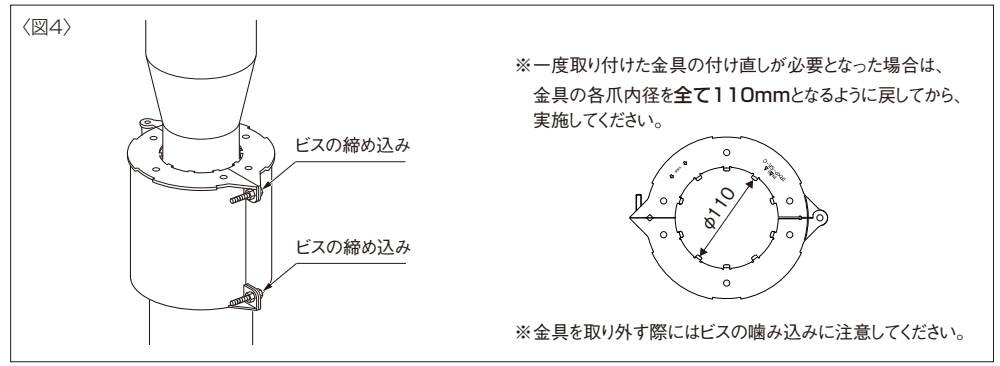 〈図4〉
ビスの締め込み
ビスの締め込み
※一度取り付けた金具の付け直しが必要となった場合は、
金具の各爪内径を全て110mmとなるように戻してから、
実施してください。
φ110
※金具を取り外す際にはビスの噛み込みに注意してください。